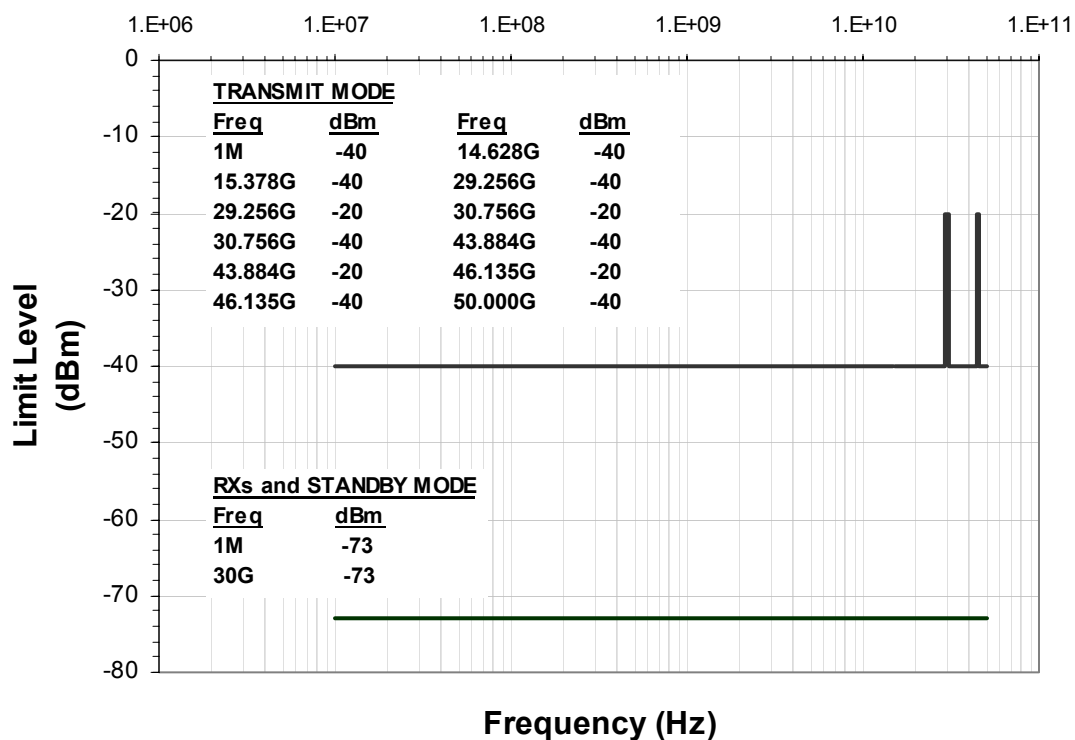 1.E+06 1.E+07 1.E+08 1.E+09 1.E+10 1.E+11
0
-10
-20
-30
-40
-50
-60
-70
-80
Limit Level
(dBm)
TRANSMIT MODE
Freq dBm Freq dBm
1M -40 14.628G -40
15.378G -40 29.256G -40
29.256G -20 30.756G -20
30.756G -40 43.884G -40
43.884G -20 46.135G -20
46.135G -40 50.000G -40
RXs and STANDBY MODE
Freq dBm
1M -73
30G -73
Frequency (Hz)